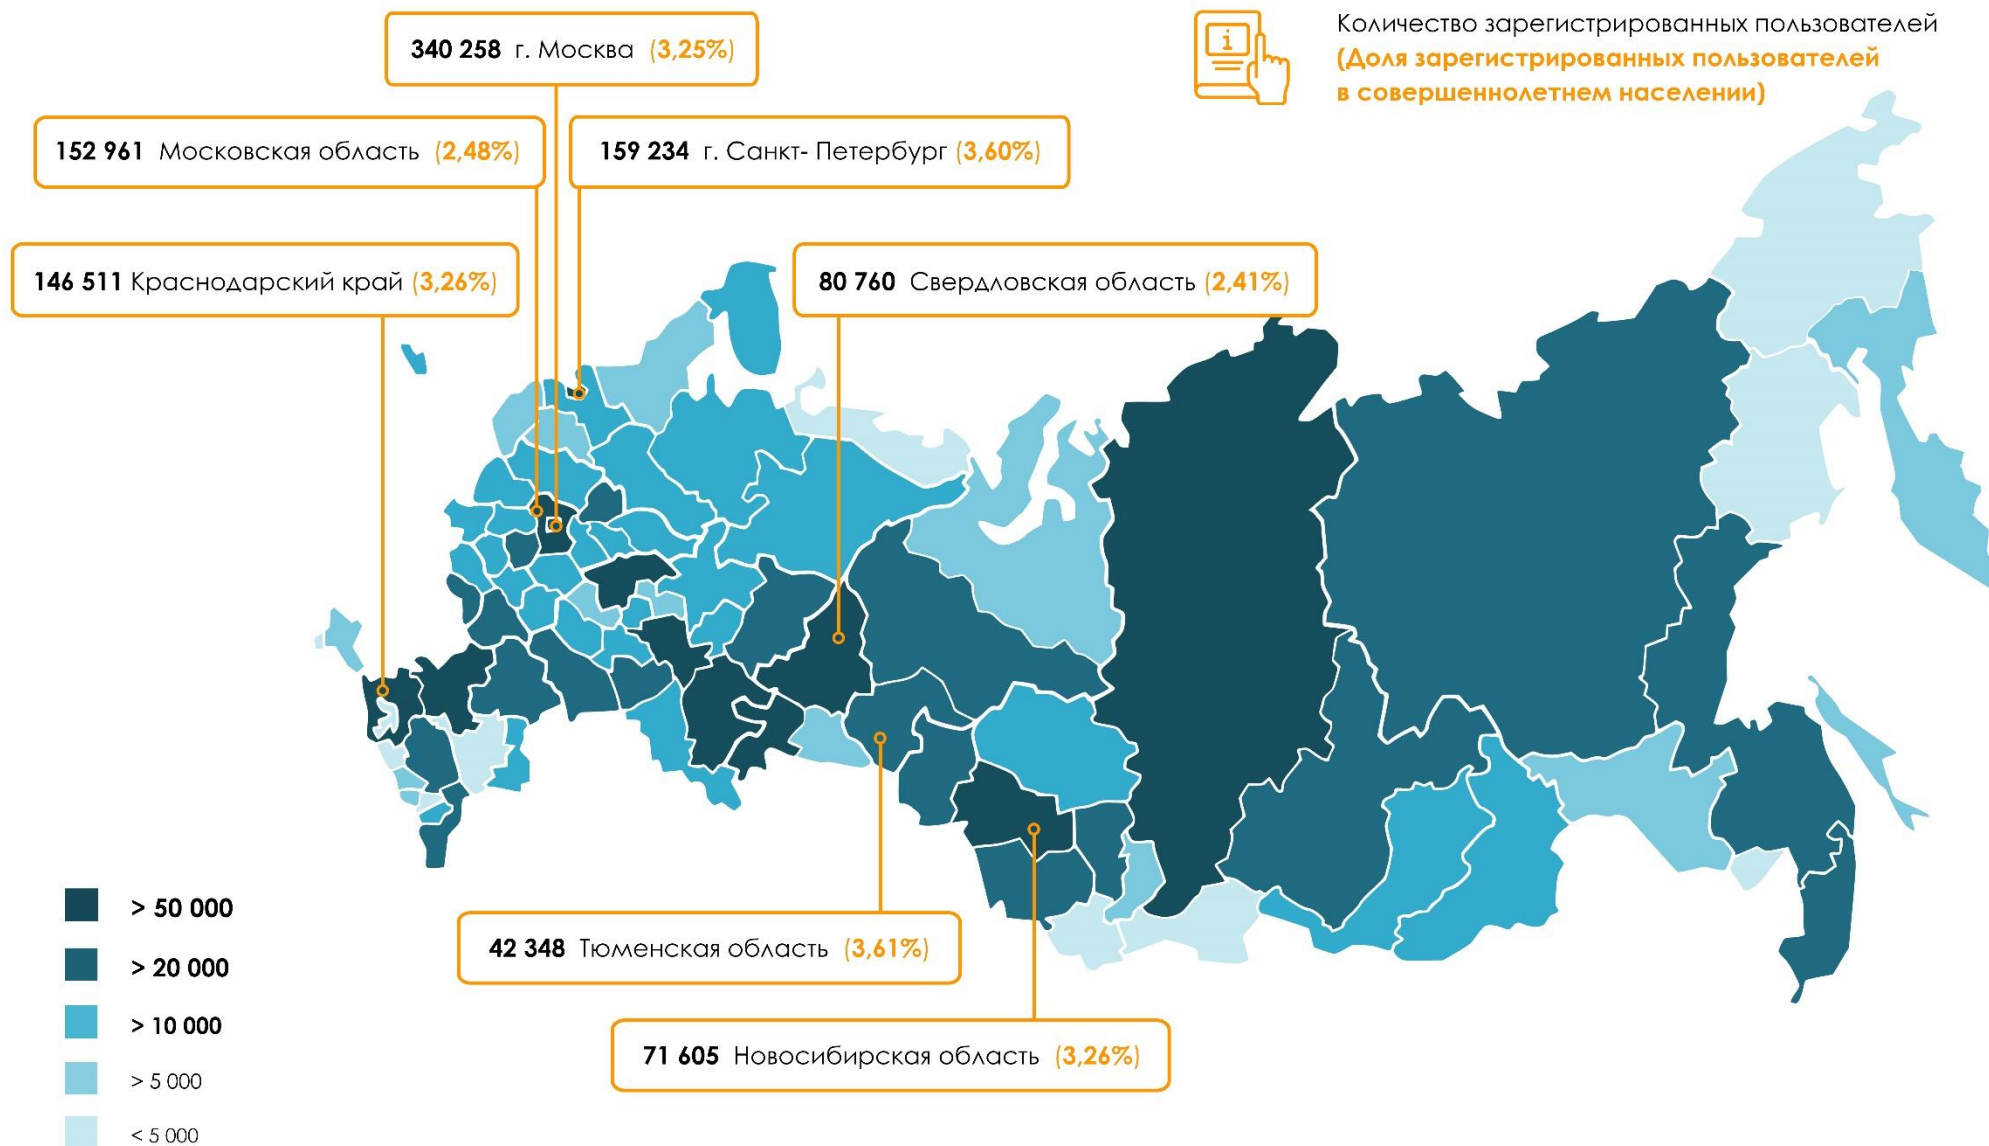 340 258 г. Москва (3,25%)
Количество зарегистрированных пользователей
(Доля зарегистрированных пользователей
в совершеннолетнем населении)
152 961 Московская область (2,48%)
159 234 г. Санкт- Петербург (3,60%)
146 511 Краснодарский край (3,26%)
80 760 Свердловская область (2,41%)
> 50 000
> 20 000
> 10 000
> 5 000
< 5 000
42 348 Тюменская область (3,61%)
71 605 Новосибирская область (3,26%)